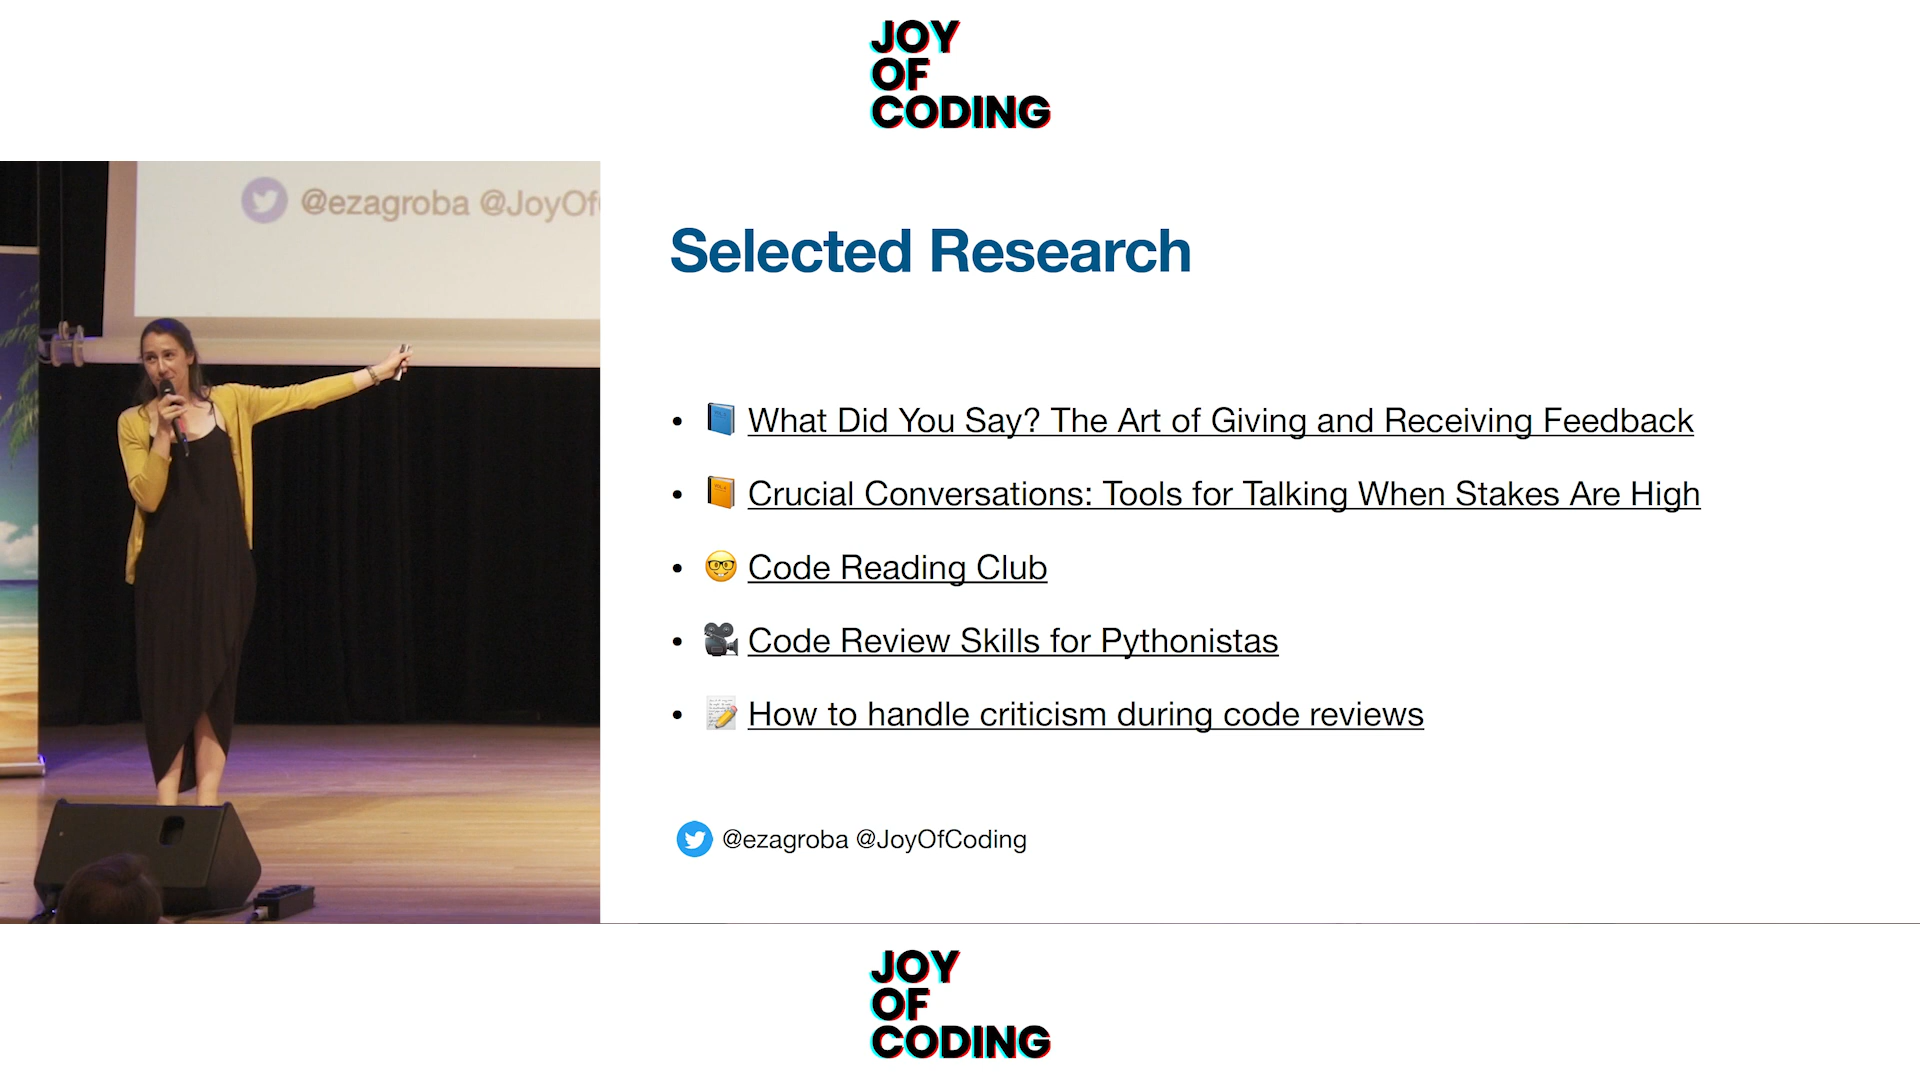 JOY
OF
CODING
@ezagroba @JoyOf
Selected Research
• What Did You Say? The Art of Giving and Receiving Feedback
• Crucial Conversations: Tools for Talking When Stakes Are High
• Code Reading Club
• Code Review Skills for Pythonistas
• How to handle criticism during code reviews
@ezagroba @JoyOfCoding
JOY
OF
CODING